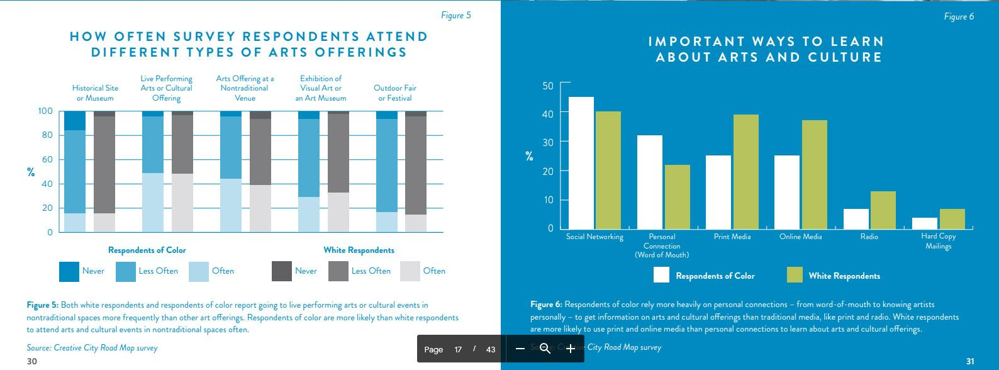 Figure 5
HOW OFTEN SURVEY RESPONDENTS ATTEND
DIFFERENT TYPES OF ARTS OFFERINGS
Historical Site
or Museum
Live Performing
Arts or Cultural
Offering
Arts Offering at a
Nontraditional
Venue
Exhibition of
Visual Art or
an Art Museum
Outdoor Fair
or Festival
100
80
60
%
40
20
0
Respondents of Color
Never
Less Often
Often
White Respondents
Never
Less Often
Often
Figure 5: Both white respondents and respondents of color report going to live performing arts or cultural events in
nontraditional spaces more frequently than other art offerings. Respondents of color are more likely than white respondents
to attend arts and cultural events in nontraditional spaces often.
Source: Creative City Road Map survey
30
Figure 6
IMPORTANT WAYS TO LEARN
ABOUT ARTS AND CULTURE
50
40
30
%
20
10
0
Social Networking
Personal
Connection
(Word of Mouth)
Print Media
Online Media
Radio
Hard Copy
Mailings
Respondents of Color
White Respondents
Figure 6: Respondents of color rely more heavily on personal connections – from word-of-mouth to knowing artists
personally – to get information on arts and cultural offerings than traditional media, like print and radio. White respondents
are more likely to use print and online media than personal connections to learn about arts and cultural offerings.
Source: Creative City Road Map survey
31
Page 17 / 43